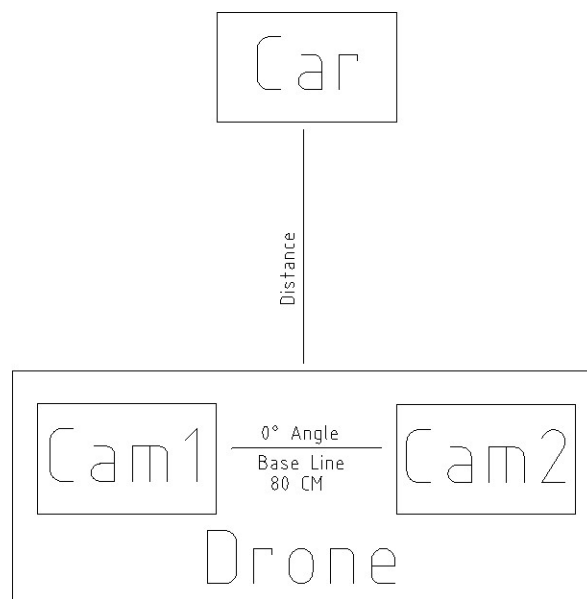 Car
Distance
Cam1
0° Angle
Base Line
80 CM
Cam2
Drone